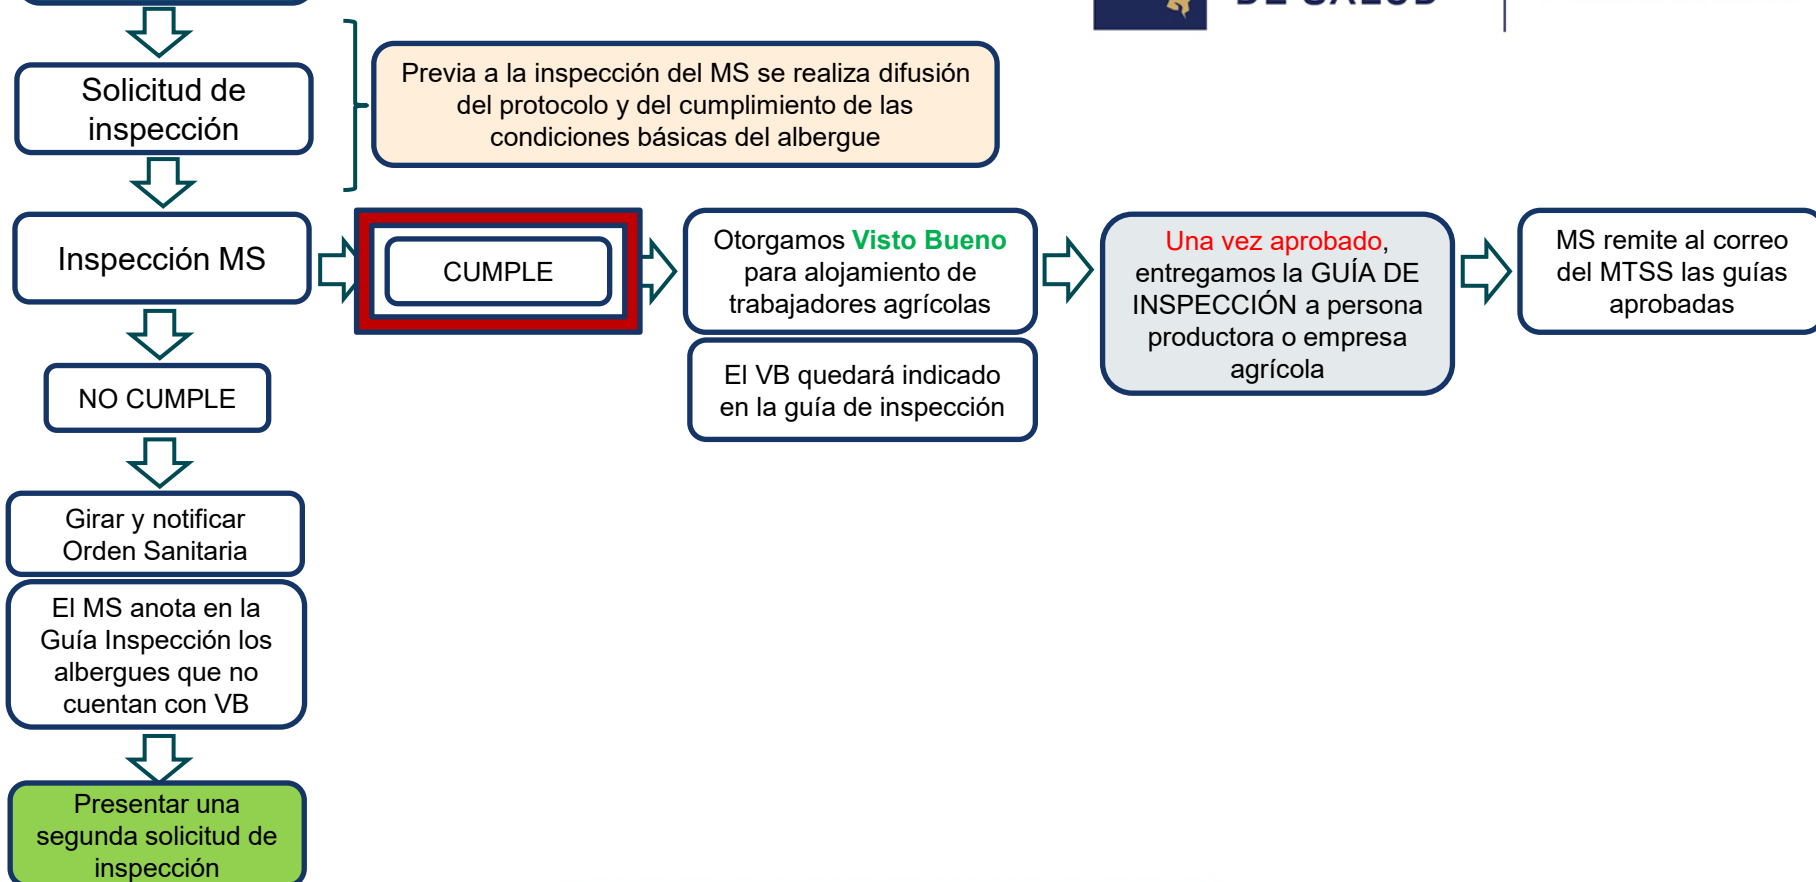 DE SALUD
Solicitud de
inspección
Previa a la inspección del MS se realiza difusión
del protocolo y del cumplimiento de las
condiciones básicas del albergue
Inspección MS
CUMPLE
Otorgamos Visto Bueno
para alojamiento de
trabajadores agrícolas
El VB quedará indicado
en la guía de inspección
Una vez aprobado,
entregamos la GUÍA DE
INSPECCIÓN a persona
productora o empresa
agrícola
MS remite al correo
del MTSS las guías
aprobadas
NO CUMPLE
Girar y notificar
Orden Sanitaria
El MS anota en la
Guía Inspección los
albergues que no
cuentan con VB
Presentar una
segunda solicitud de
inspección